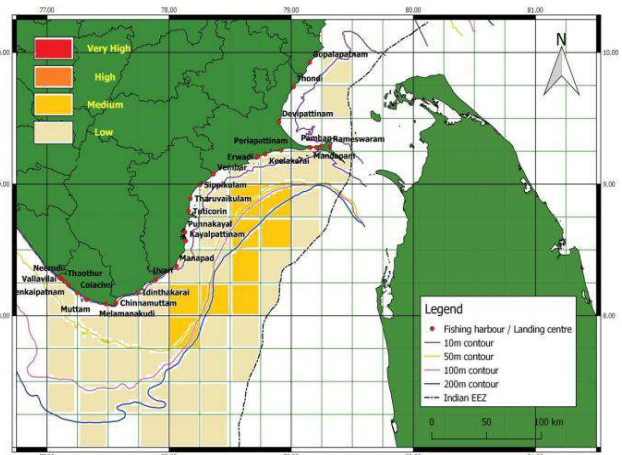 77.00 78.00 79.00 80.00 81.00
Very High
High
Medium
Low
N
10.00
Gopalapatnam
Thondi
Devipattinam
Periapattinam
Pamban
Rameswaram
Erwadi
Keelakarai
Mandapam
Vembar
9.00
Sippikulam
Tharuvaikulam
Tuticorin
Punnakayal
Kayalpattinam
Manapad
Uvari
Neerodi
Thoothur
Vallavilai
Colachel
enkaipatnam
Idinthakarai
Muttam
Chinnamuttam
Melamanakudi
8.00
Legend
Fishing harbour / Landing centre
10m contour
50m contour
100m contour
200m contour
Indian EEZ
0 50 100 km